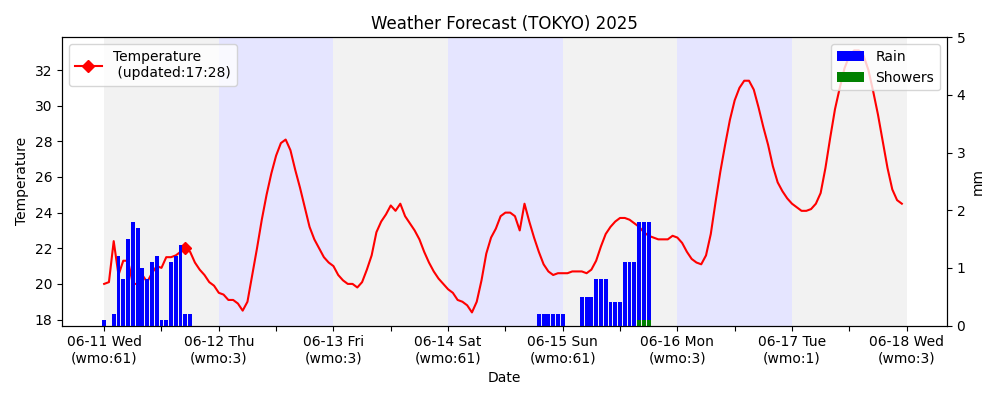 Weather Forecast (TOKYO) 2025
Temperature
(updated:17:28)
Rain
Showers
Temperature
32
30
28
26
24
22
20
18
5
4
3
2
1
0
mm
06-11 Wed
(wmo:61)
06-12 Thu
(wmo:3)
06-13 Fri
(wmo:3)
06-14 Sat
(wmo:61)
06-15 Sun
(wmo:61)
06-16 Mon
(wmo:3)
06-17 Tue
(wmo:1)
06-18 Wed
(wmo:3)
Date